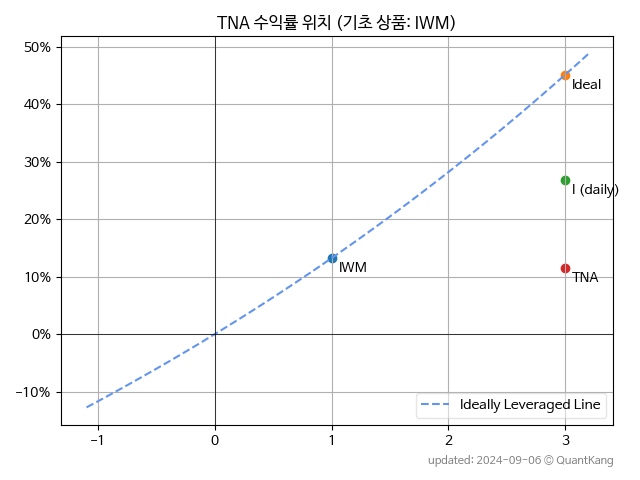 TNA 수익률 위치 (기초 상품: IWM)
50%
40%
30%
20%
10%
0%
−10%
Ideal
I (daily)
IWM
TNA
Ideally Leveraged Line
−1
0
1
2
3
updated: 2024-09-06 © QuantKang